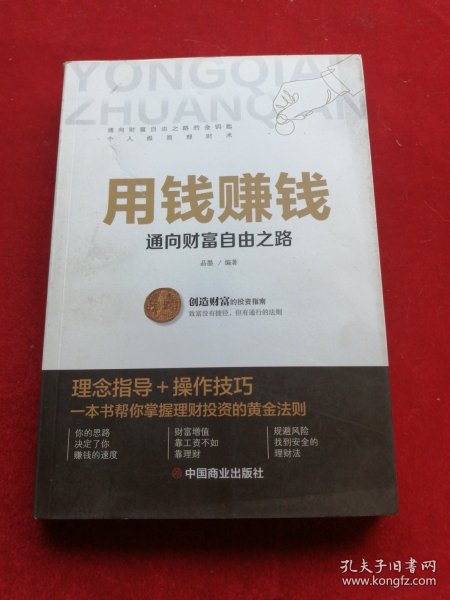 YONGQIAN
ZHUANQIAN
通向财富自由之路的金钥匙
个人投资理财术
用钱赚钱
通向财富自由之路
品墨 / 编著
创造财富的投资指南
致富没有捷径，但有通行的法则
理念指导+操作技巧
一本书帮你掌握理财投资的黄金法则
你的思路
决定了你
赚钱的速度
财富增值
靠工资不如
靠理财
规避风险
找到安全的
理财法
中国商业出版社
孔夫子旧书网
www.kongfz.com